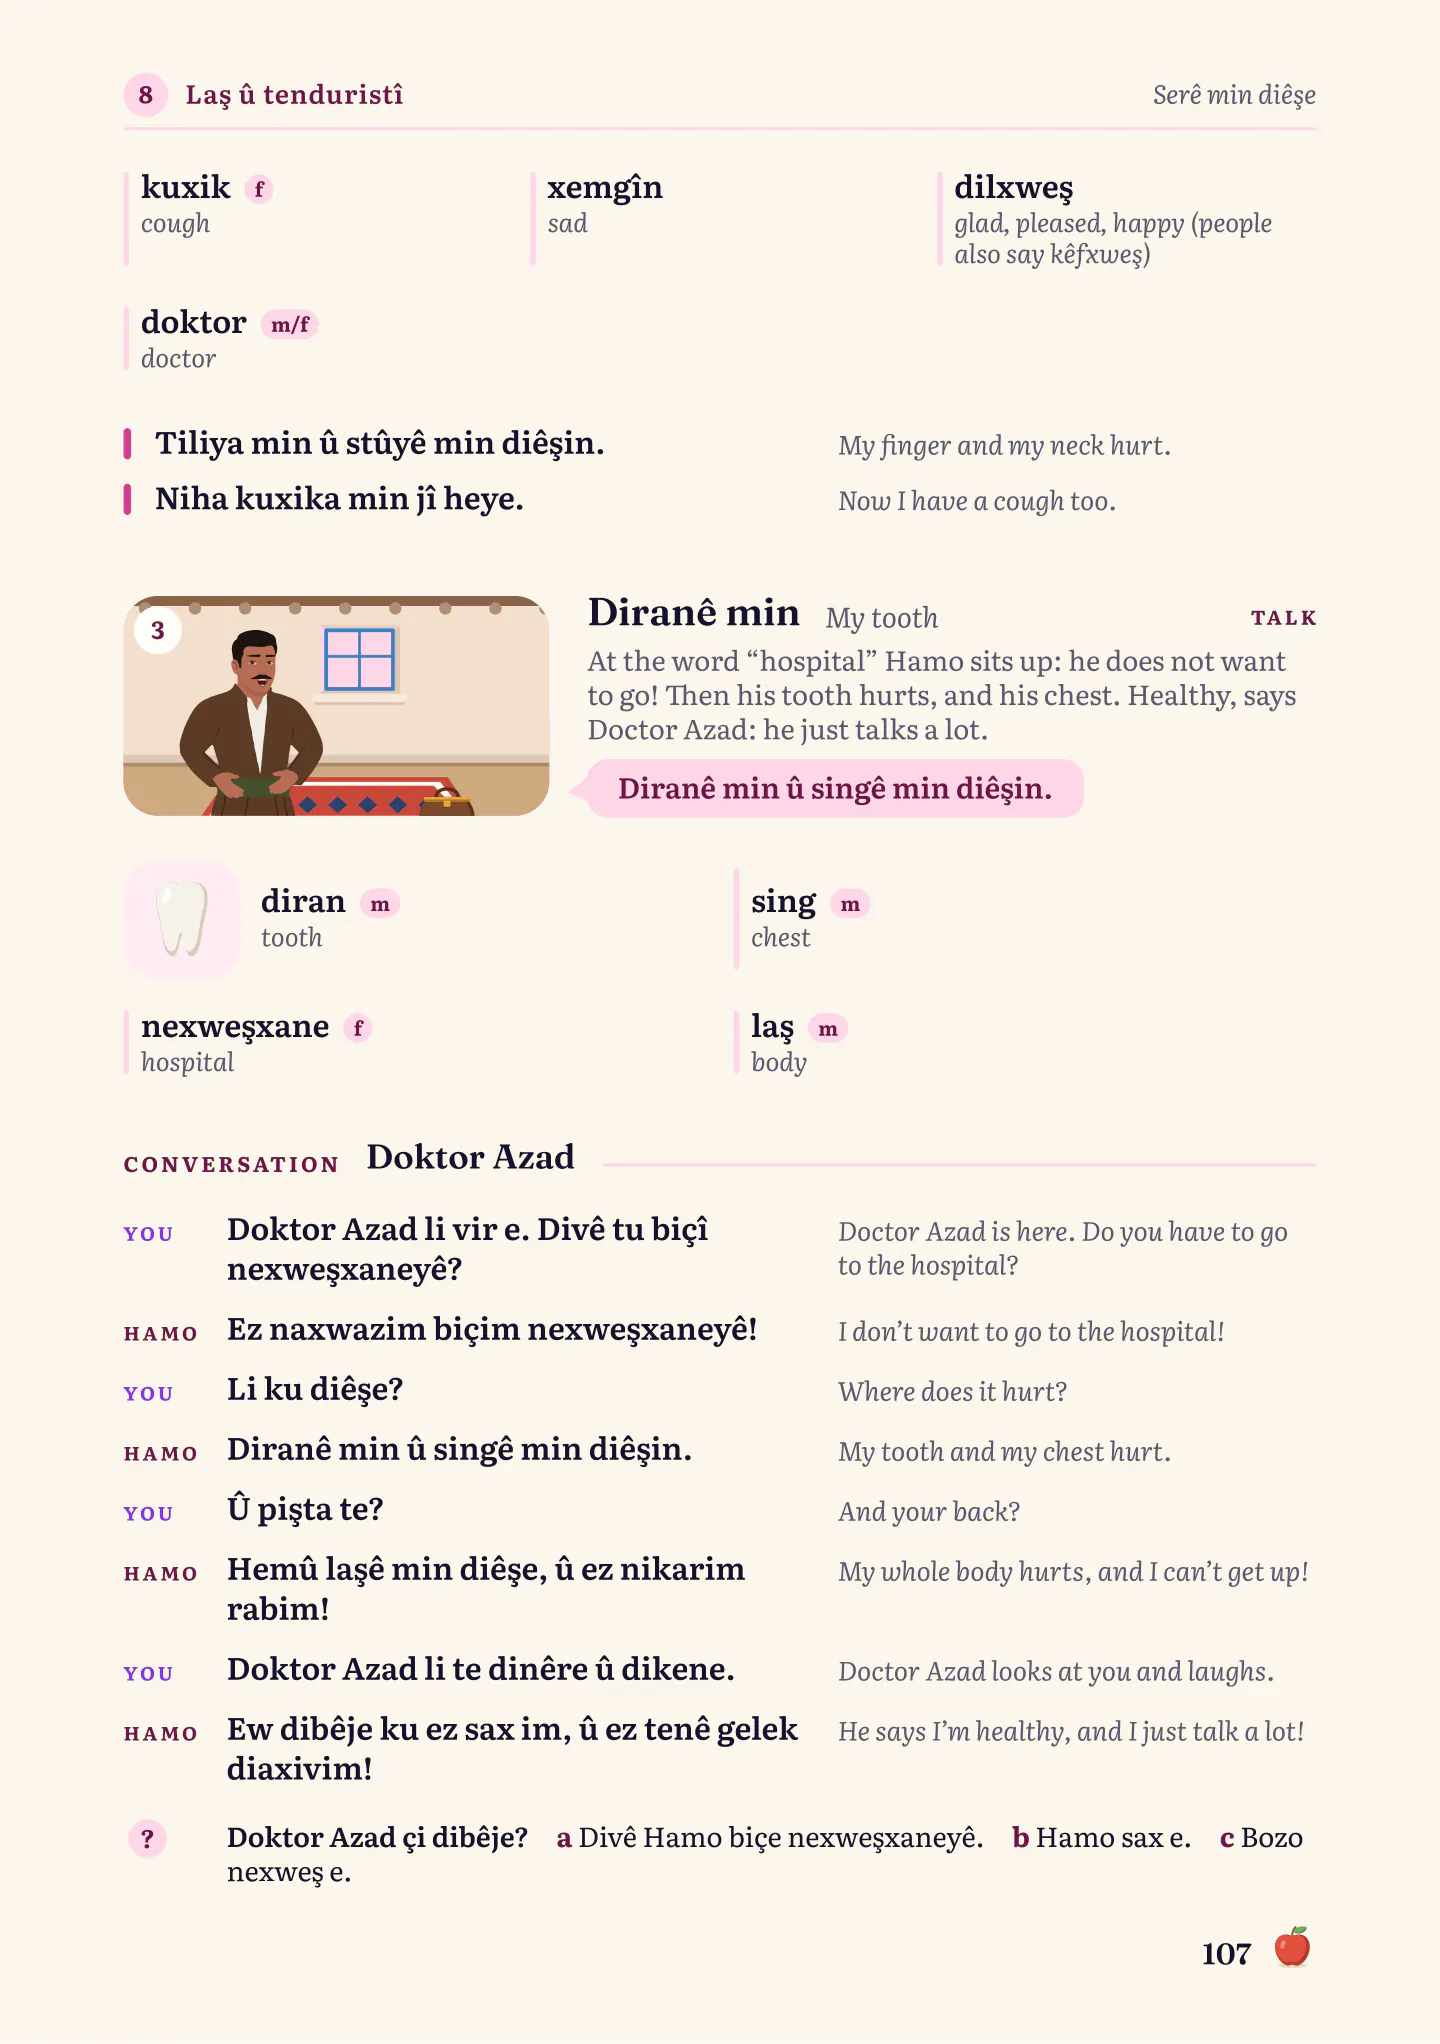 8 Laş û tenduristî
Serê min diêşe
kuxik f
cough
xemgîn
sad
dilxweş
glad, pleased, happy (people
also say kêfxweş)
doktor m/f
doctor
Tiliya min û stûyê min diêşin.
My finger and my neck hurt.
Niha kuxika min jî heye.
Now I have a cough too.
3
Diranê min My tooth TALK
At the word “hospital” Hamo sits up: he does not want
to go! Then his tooth hurts, and his chest. Healthy, says
Doctor Azad: he just talks a lot.
Diranê min û singê min diêşin.
diran m
tooth
sing m
chest
nexweşxane f
hospital
laş m
body
CONVERSATION Doktor Azad
YOU Doktor Azad li vir e. Divê tu biçî
nexweşxaneyê?
Doctor Azad is here. Do you have to go
to the hospital?
HAMO Ez naxwazim biçim nexweşxaneyê!
I don’t want to go to the hospital!
YOU Li ku diêşe?
Where does it hurt?
HAMO Diranê min û singê min diêşin.
My tooth and my chest hurt.
YOU Û pişta te?
And your back?
HAMO Hemû laşê min diêşe, û ez nikarim
rabim!
My whole body hurts, and I can’t get up!
YOU Doktor Azad li te dinêre û dikene.
Doctor Azad looks at you and laughs.
HAMO Ew dibêje ku ez sax im, û ez tenê gelek
diaxivim!
He says I’m healthy, and I just talk a lot!
? Doktor Azad çi dibêje? a Divê Hamo biçe nexweşxaneyê. b Hamo sax e. c Bozo
nexweş e.
107